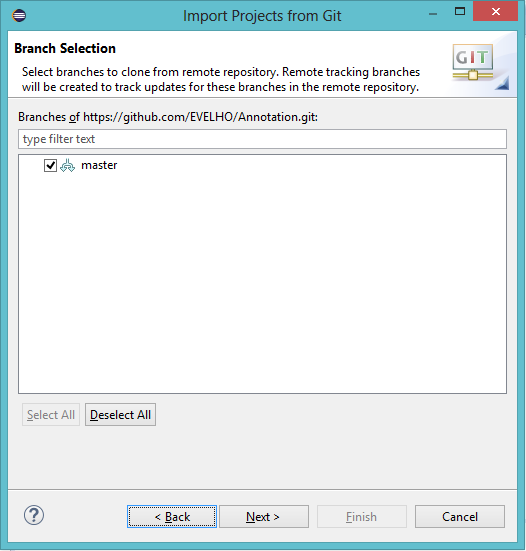 Import Projects from Git
Branch Selection
GIT
Select branches to clone from remote repository. Remote tracking branches
will be created to track updates for these branches in the remote repository.
Branches of https://github.com/EVELHO/Annotation.git:
type filter text
master
Select All
Deselect All
?
< Back
Next >
Finish
Cancel